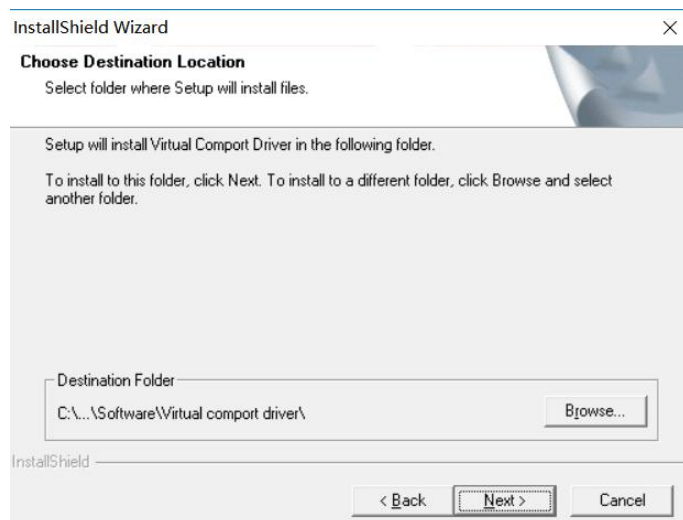 InstallShield Wizard
Choose Destination Location
Select folder where Setup will install files.
Setup will install Virtual Comport Driver in the following folder.
To install to this folder, click Next. To install to a different folder, click Browse and select
another folder.
Destination Folder
C:\...\Software\Virtual comport driver\
Browse...
InstallShield
< Back
Next >
Cancel